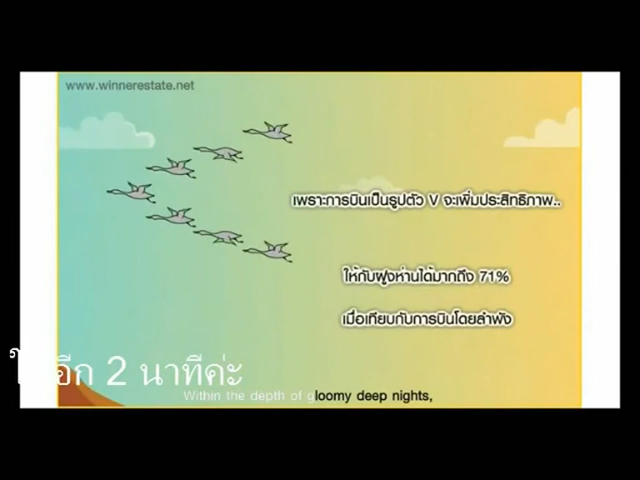 www.winnerestate.net
เพราะการบินเป็นรูปตัว V จะเพิ่มประสิทธิภาพ..
ให้กับฝูงห่านได้มากถึง 71%
เมื่อเทียบกับการบินโดยลำพัง
อีก 2 นาทีค่ะ
Within the depth of gloomy deep nights,